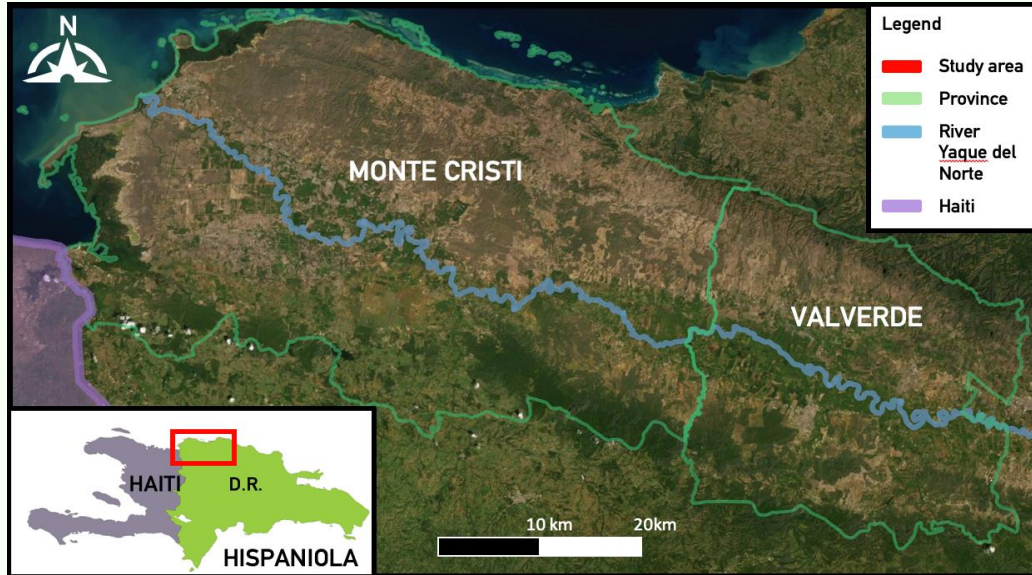 N
Legend
Study area
Province
River
Yaque del
Norte
Haiti
MONTE CRISTI
VALVERDE
HAITI
D.R.
HISPANIOLA
10 km
20km